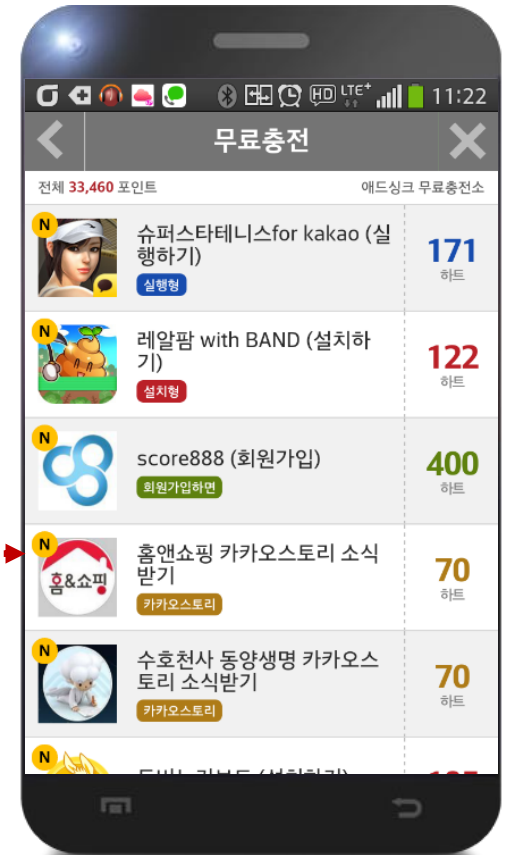 HD LTE+ 11:22
무료충전
전체 33,460 포인트 애드싱크 무료충전소
N
슈퍼스타테니스for kakao (실
행하기)
실행형
171
하트
N
레알팜 with BAND (설치하
기)
설치형
122
하트
N
score888 (회원가입)
회원가입하면
400
하트
N
홈&쇼핑
홈앤쇼핑 카카오스토리 소식
받기
카카오스토리
70
하트
N
수호천사 동양생명 카카오스
토리 소식받기
카카오스토리
70
하트
N